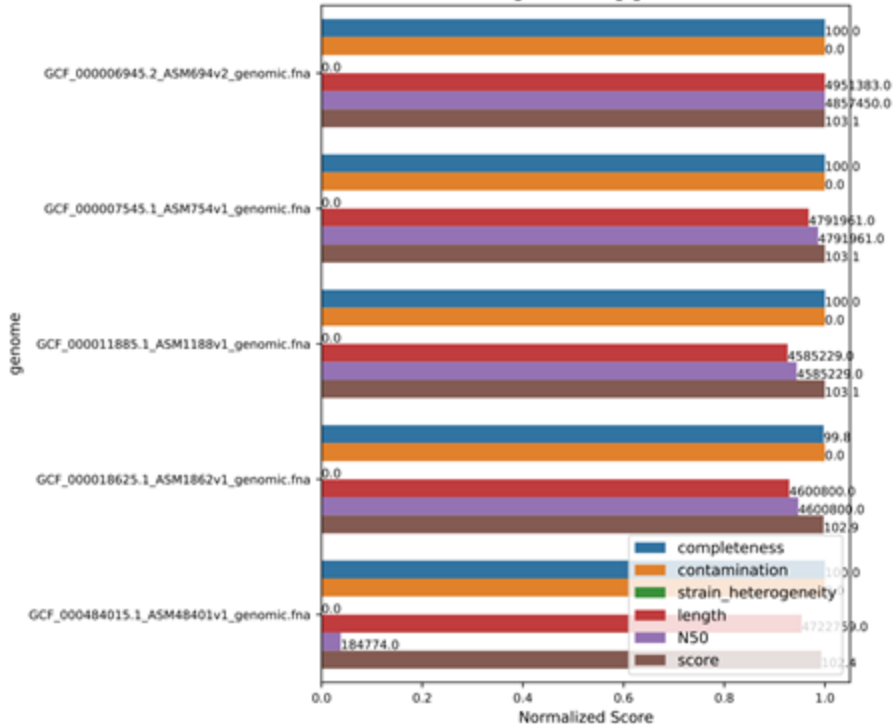 100.0
0.0
GCF_000006945.2_ASM694v2_genomic.fna
0.0
4951383.0
4857450.0
103.1
100.0
0.0
GCF_000007545.1_ASM754v1_genomic.fna
0.0
4791961.0
4791961.0
103.1
100.0
0.0
GCF_000011885.1_ASM1188v1_genomic.fna
0.0
4585229.0
4585229.0
103.1
99.8
0.0
GCF_000018625.1_ASM1862v1_genomic.fna
0.0
4600800.0
4600800.0
102.9
100.0
GCF_000484015.1_ASM48401v1_genomic.fna
0.0
4722759.0
184774.0
102.4
completeness
contamination
strain_heterogeneity
length
N50
score
genome
0.0 0.2 0.4 0.6 0.8 1.0
Normalized Score